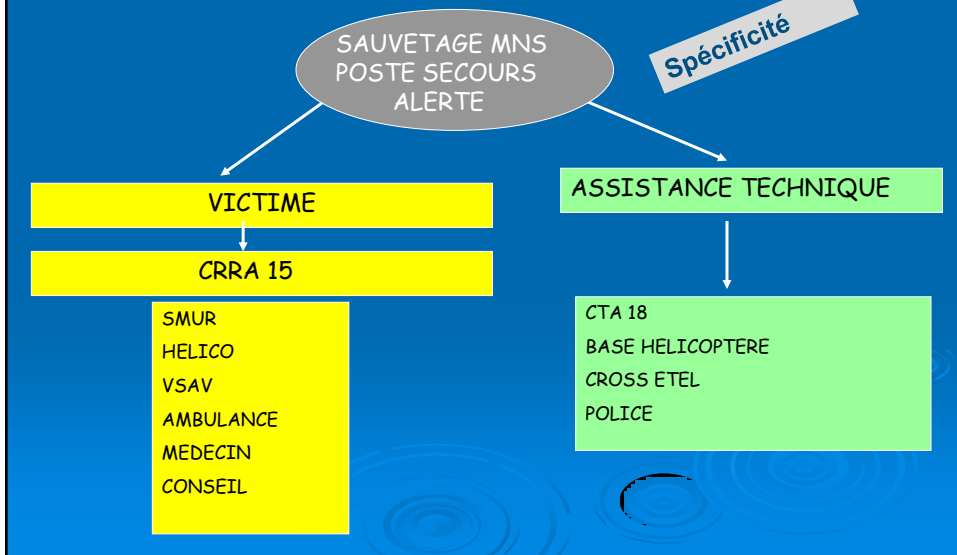 Spécificité
SAUVETAGE MNS
POSTE SECOURS
ALERTE
VICTIME
CRRA 15
SMUR
HELICO
VSAV
AMBULANCE
MEDECIN
CONSEIL
ASSISTANCE TECHNIQUE
CTA 18
BASE HELICOPTERE
CROSS ETEL
POLICE